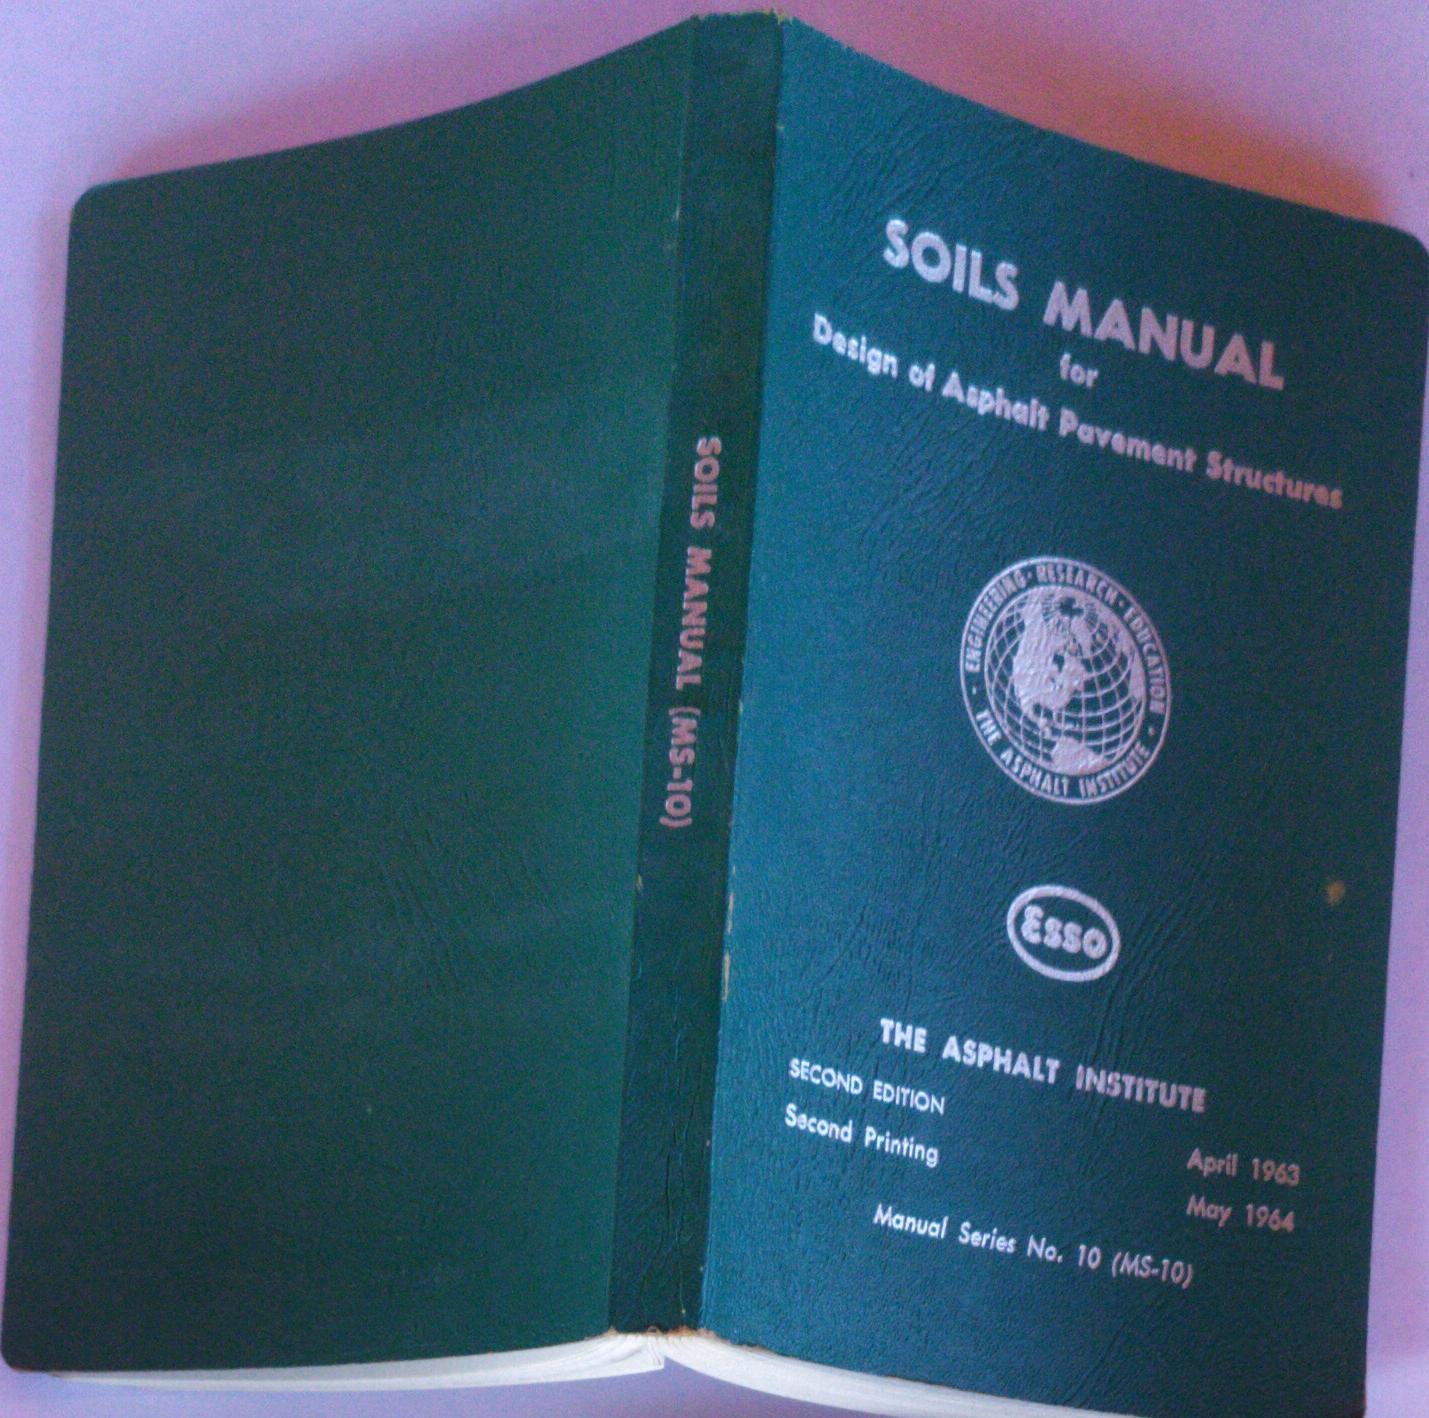 SOILS MANUAL (MS-10)
SOILS MANUAL
for
Design of Asphalt Pavement Structures
· ENGINEERING · RESEARCH · EDUCATION ·
THE ASPHALT INSTITUTE
Esso
THE ASPHALT INSTITUTE
SECOND EDITION April 1963
Second Printing May 1964
Manual Series No. 10 (MS-10)